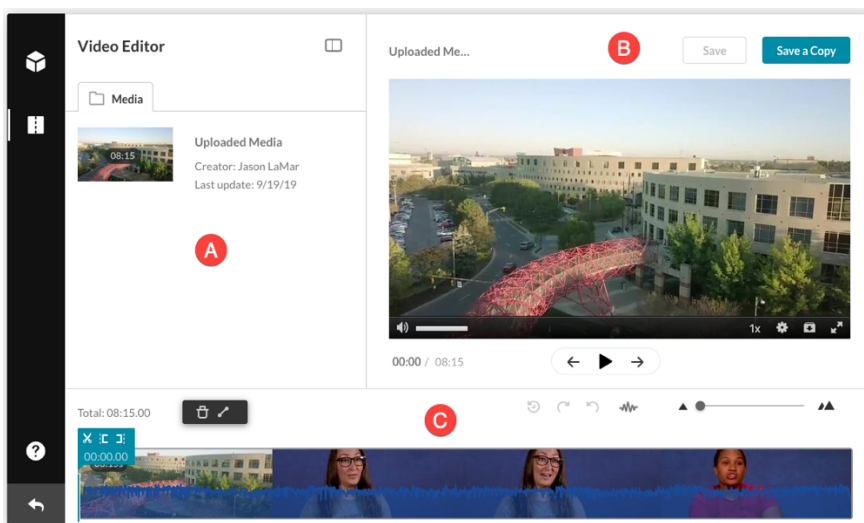 Video Editor
Media
08:15
Uploaded Media
Creator: Jason LaMar
Last update: 9/19/19
A
Uploaded Me...
B
Save
Save a Copy
1x
00:00 / 08:15
Total: 08:15.00
C
?
00:00.00